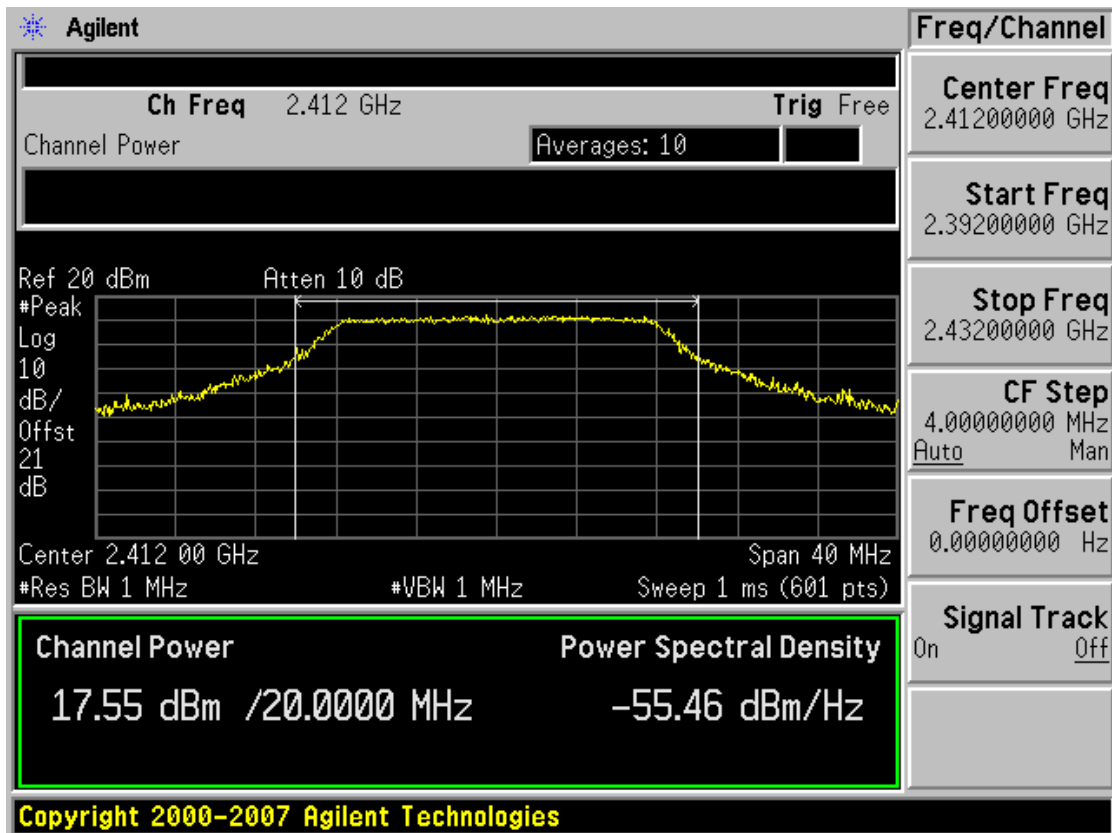 Agilent
Freq/Channel
Ch Freq 2.412 GHz Trig Free
Channel Power Averages: 10
Ref 20 dBm Atten 10 dB
#Peak
Log
10
dB/
Offst
21
dB
Center 2.412 00 GHz Span 40 MHz
#Res BW 1 MHz #VBW 1 MHz Sweep 1 ms (601 pts)
Channel Power Power Spectral Density
17.55 dBm /20.0000 MHz -55.46 dBm/Hz
Center Freq
2.41200000 GHz
Start Freq
2.39200000 GHz
Stop Freq
2.43200000 GHz
CF Step
4.00000000 MHz
Auto Man
Freq Offset
0.00000000 Hz
Signal Track
On Off
Copyright 2000-2007 Agilent Technologies